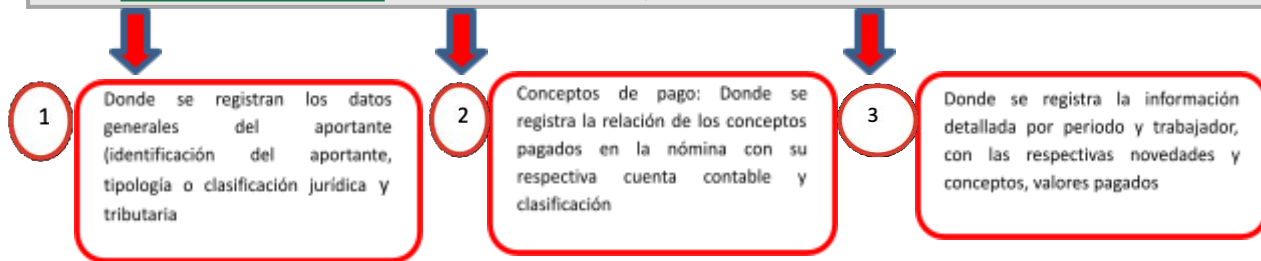 1
Donde se registran los datos
generales del aportante
(identificación del aportante,
tipología o clasificación jurídica y
tributaria
2
Conceptos de pago: Donde se
registra la relación de los conceptos
pagados en la nómina con su
respectiva cuenta contable y
clasificación
3
Donde se registra la información
detallada por periodo y trabajador,
con las respectivas novedades y
conceptos, valores pagados